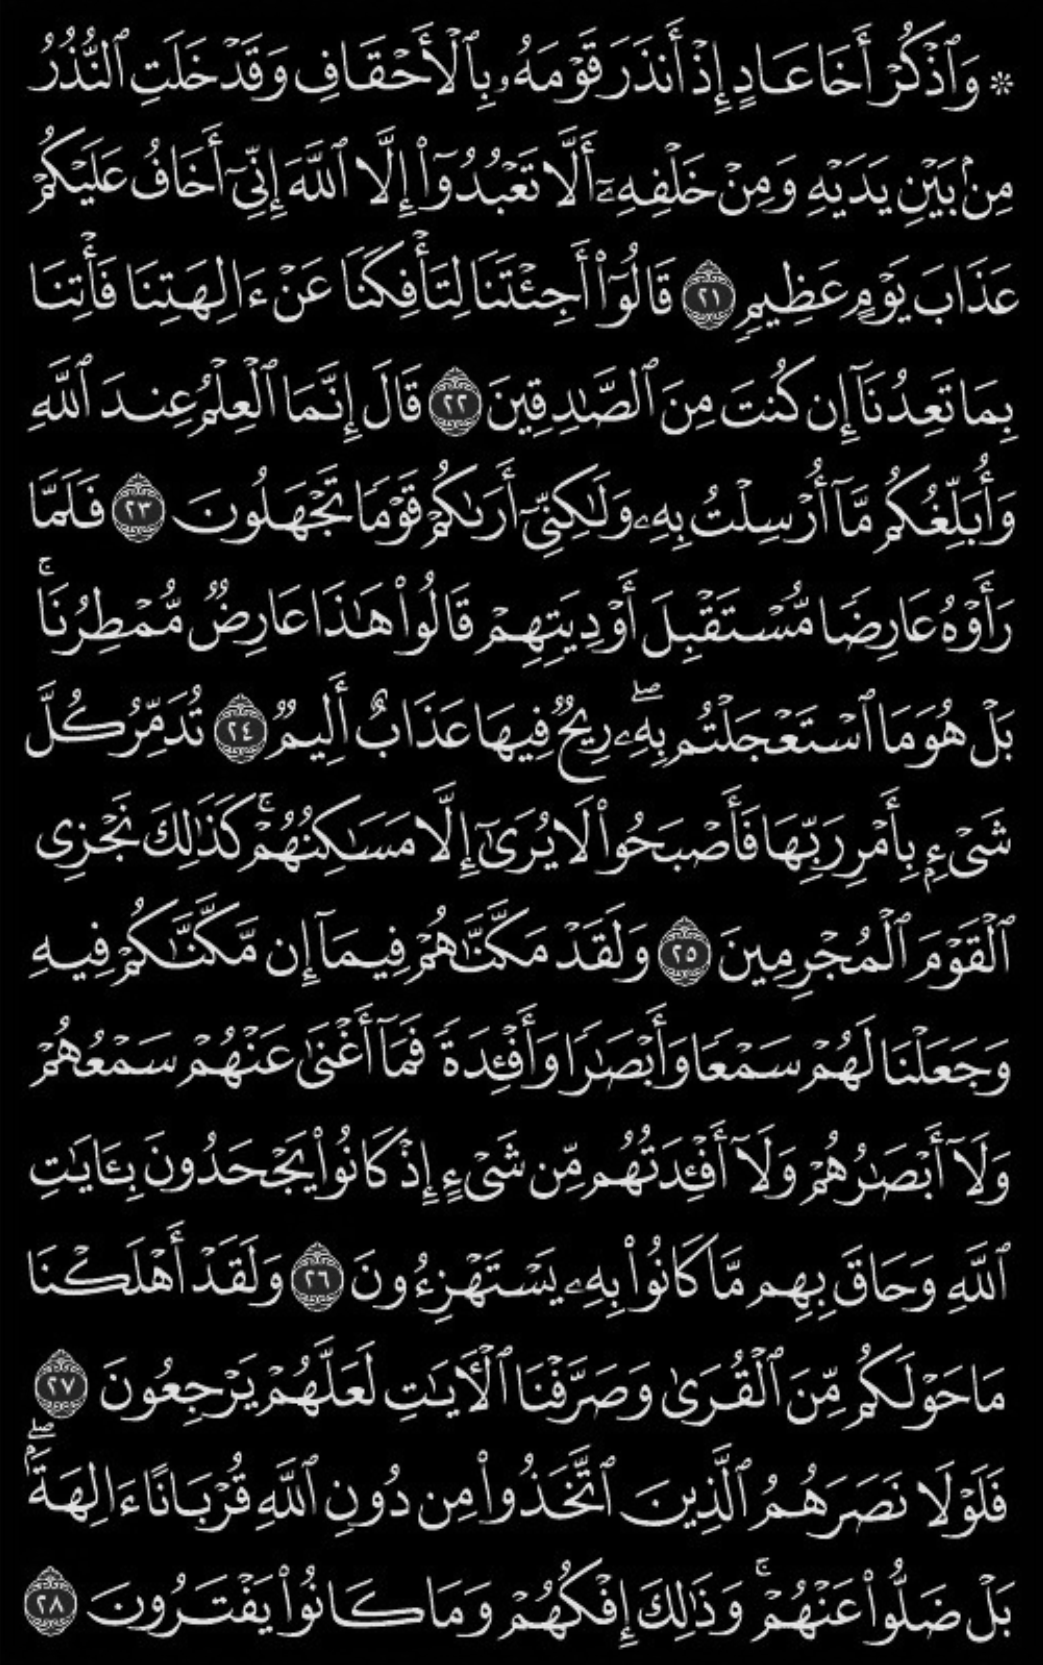 ۞ وَٱذْكُرْ أَخَا عَادٍ إِذْ أَنذَرَ قَوْمَهُۥ بِٱلْأَحْقَافِ وَقَدْ خَلَتِ ٱلنُّذُرُ
مِنۢ بَيْنِ يَدَيْهِ وَمِنْ خَلْفِهِۦٓ أَلَّا تَعْبُدُوٓا۟ إِلَّا ٱللَّهَ إِنِّىٓ أَخَافُ عَلَيْكُمْ
عَذَابَ يَوْمٍ عَظِيمٍ ٢١ قَالُوٓا۟ أَجِئْتَنَا لِتَأْفِكَنَا عَنْ ءَالِهَتِنَا فَأْتِنَا
بِمَا تَعِدُنَآ إِن كُنتَ مِنَ ٱلصَّٰدِقِينَ ٢٢ قَالَ إِنَّمَا ٱلْعِلْمُ عِندَ ٱللَّهِ
وَأُبَلِّغُكُم مَّآ أُرْسِلْتُ بِهِۦ وَلَٰكِنِّىٓ أَرَىٰكُمْ قَوْمًا تَجْهَلُونَ ٢٣ فَلَمَّا
رَأَوْهُ عَارِضًا مُّسْتَقْبِلَ أَوْدِيَتِهِمْ قَالُوا۟ هَٰذَا عَارِضٌ مُّمْطِرُنَا ۚ
بَلْ هُوَ مَا ٱسْتَعْجَلْتُم بِهِۦ ۖ رِيحٌ فِيهَا عَذَابٌ أَلِيمٌ ٢٤ تُدَمِّرُ كُلَّ
شَىْءٍۭ بِأَمْرِ رَبِّهَا فَأَصْبَحُوا۟ لَا يُرَىٰٓ إِلَّا مَسَٰكِنُهُمْ ۚ كَذَٰلِكَ نَجْزِى
ٱلْقَوْمَ ٱلْمُجْرِمِينَ ٢٥ وَلَقَدْ مَكَّنَّٰهُمْ فِيمَآ إِن مَّكَّنَّٰكُمْ فِيهِ
وَجَعَلْنَا لَهُمْ سَمْعًا وَأَبْصَٰرًا وَأَفْـِٔدَةً فَمَآ أَغْنَىٰ عَنْهُمْ سَمْعُهُمْ
وَلَآ أَبْصَٰرُهُمْ وَلَآ أَفْـِٔدَتُهُم مِّن شَىْءٍ إِذْ كَانُوا۟ يَجْحَدُونَ بِـَٔايَٰتِ
ٱللَّهِ وَحَاقَ بِهِم مَّا كَانُوا۟ بِهِۦ يَسْتَهْزِءُونَ ٢٦ وَلَقَدْ أَهْلَكْنَا
مَا حَوْلَكُم مِّنَ ٱلْقُرَىٰ وَصَرَّفْنَا ٱلْـَٔايَٰتِ لَعَلَّهُمْ يَرْجِعُونَ ٢٧
فَلَوْلَا نَصَرَهُمُ ٱلَّذِينَ ٱتَّخَذُوا۟ مِن دُونِ ٱللَّهِ قُرْبَانًا ءَالِهَةًۢ ۖ
بَلْ ضَلُّوا۟ عَنْهُمْ ۚ وَذَٰلِكَ إِفْكُهُمْ وَمَا كَانُوا۟ يَفْتَرُونَ ٢٨